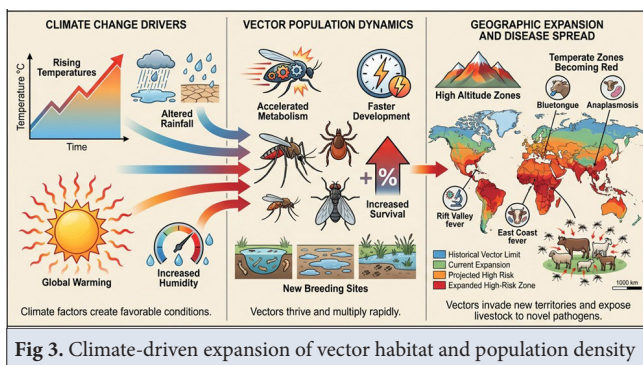 CLIMATE CHANGE DRIVERS
Temperature °C
Rising
Temperatures
Time
Altered
Rainfall
Global Warming
Increased
Humidity
Climate factors create favorable conditions.
VECTOR POPULATION DYNAMICS
Accelerated
Metabolism
Faster
Development
+
%
Increased
Survival
New Breeding Sites
Vectors thrive and multiply rapidly.
GEOGRAPHIC EXPANSION
AND DISEASE SPREAD
High Altitude Zones
Temperate Zones
Becoming Red
Bluetongue
Anaplasmosis
Rift Valley
fever
East Coast
fever
Historical Vector Limit
Current Expansion
Projected High Risk
Expanded High-Risk Zone
1000 km
Vectors invade new territories and expose
livestock to novel pathogens.
Fig 3. Climate-driven expansion of vector habitat and population density